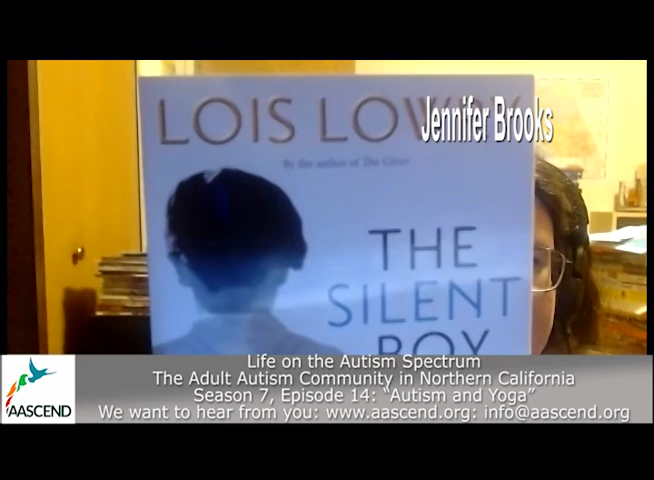 LOIS LOWRY
Jennifer Brooks
By the author of The Giver
THE
SILENT
BOY
Life on the Autism Spectrum
The Adult Autism Community in Northern California
Season 7, Episode 14: "Autism and Yoga"
We want to hear from you: www.aascend.org: info@aascend.org
AASCEND